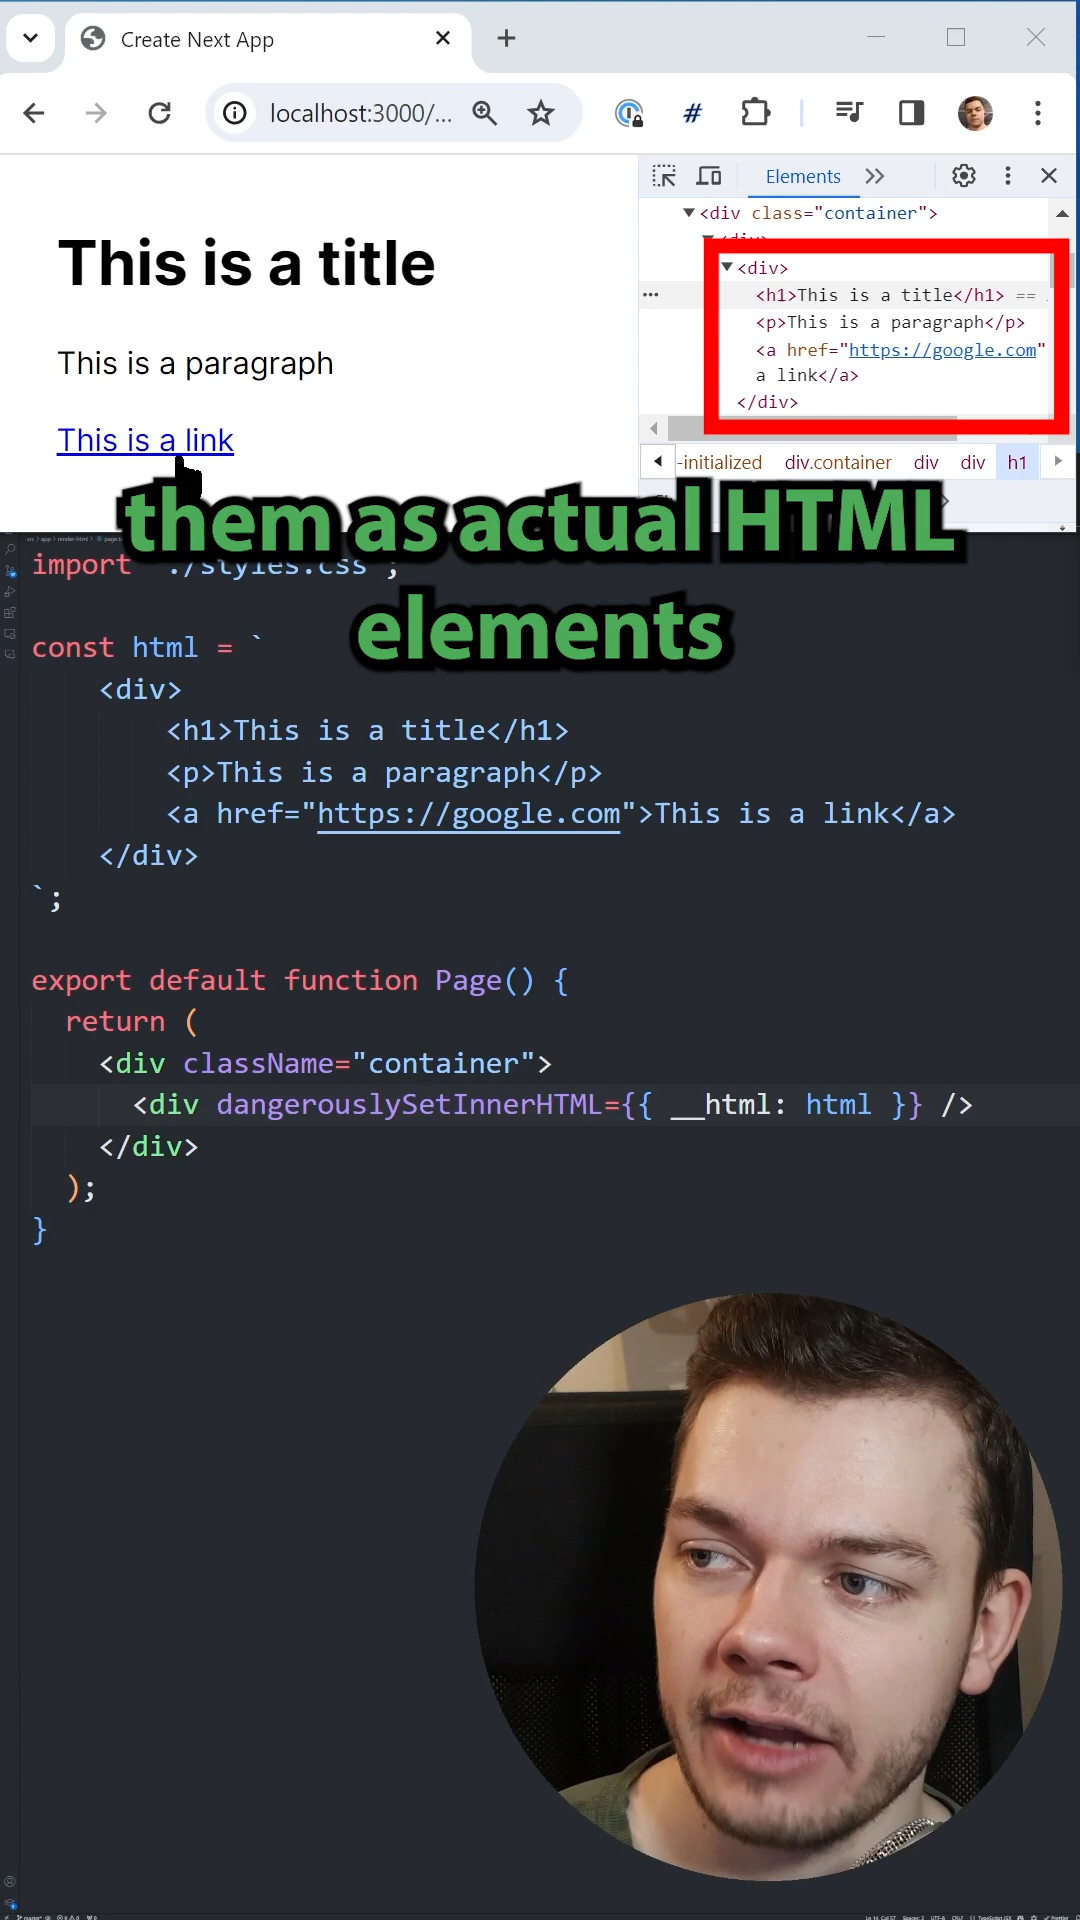 Create Next App
localhost:3000/...
Elements
<div class="container">
<div>
<div>
<h1>This is a title</h1> ==
<p>This is a paragraph</p>
<a href="https://google.com"
a link</a>
</div>
-initialized div.container div div h1
This is a title
This is a paragraph
This is a link
them as actual HTML
elements
import "./styles.css";
const html = `
<div>
<h1>This is a title</h1>
<p>This is a paragraph</p>
<a href="https://google.com">This is a link</a>
</div>
`;
export default function Page() {
return (
<div className="container">
<div dangerouslySetInnerHTML={{ __html: html }} />
</div>
);
}